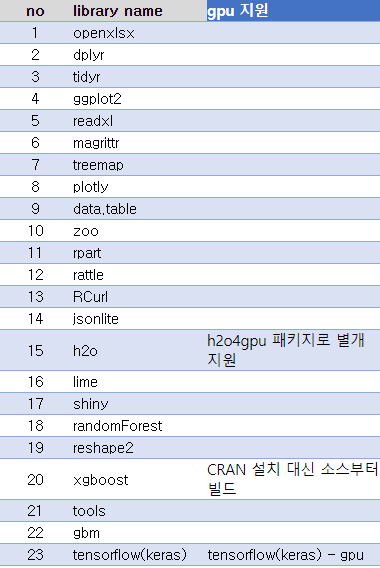 no library name gpu 지원
1 openxlsx
2 dplyr
3 tidyr
4 ggplot2
5 readxl
6 magrittr
7 treemap
8 plotly
9 data.table
10 zoo
11 rpart
12 rattle
13 RCurl
14 jsonlite
15 h2o h2o4gpu 패키지로 별개
지원
16 lime
17 shiny
18 randomForest
19 reshape2
20 xgboost CRAN 설치 대신 소스부터
빌드
21 tools
22 gbm
23 tensorflow(keras) tensorflow(keras) - gpu